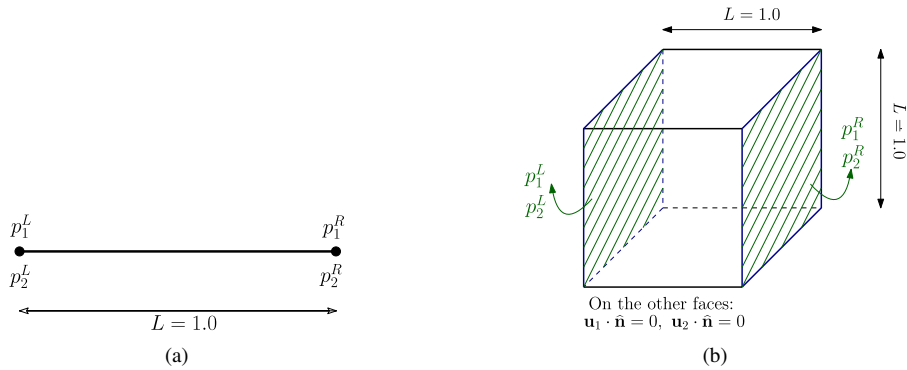 p_1^L
p_1^R
p_2^L
p_2^R
L = 1.0
(a)
L = 1.0
L = 1.0
p_1^R
p_2^R
p_1^L
p_2^L
On the other faces:
u_1 · n̂ = 0, u_2 · n̂ = 0
(b)